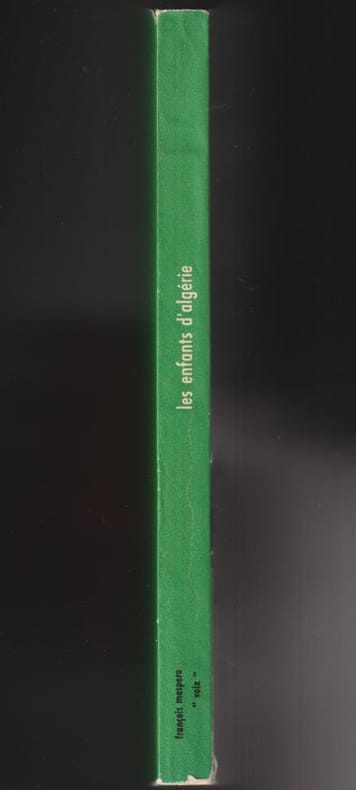 les enfants d'algérie
françois maspero
" voix "